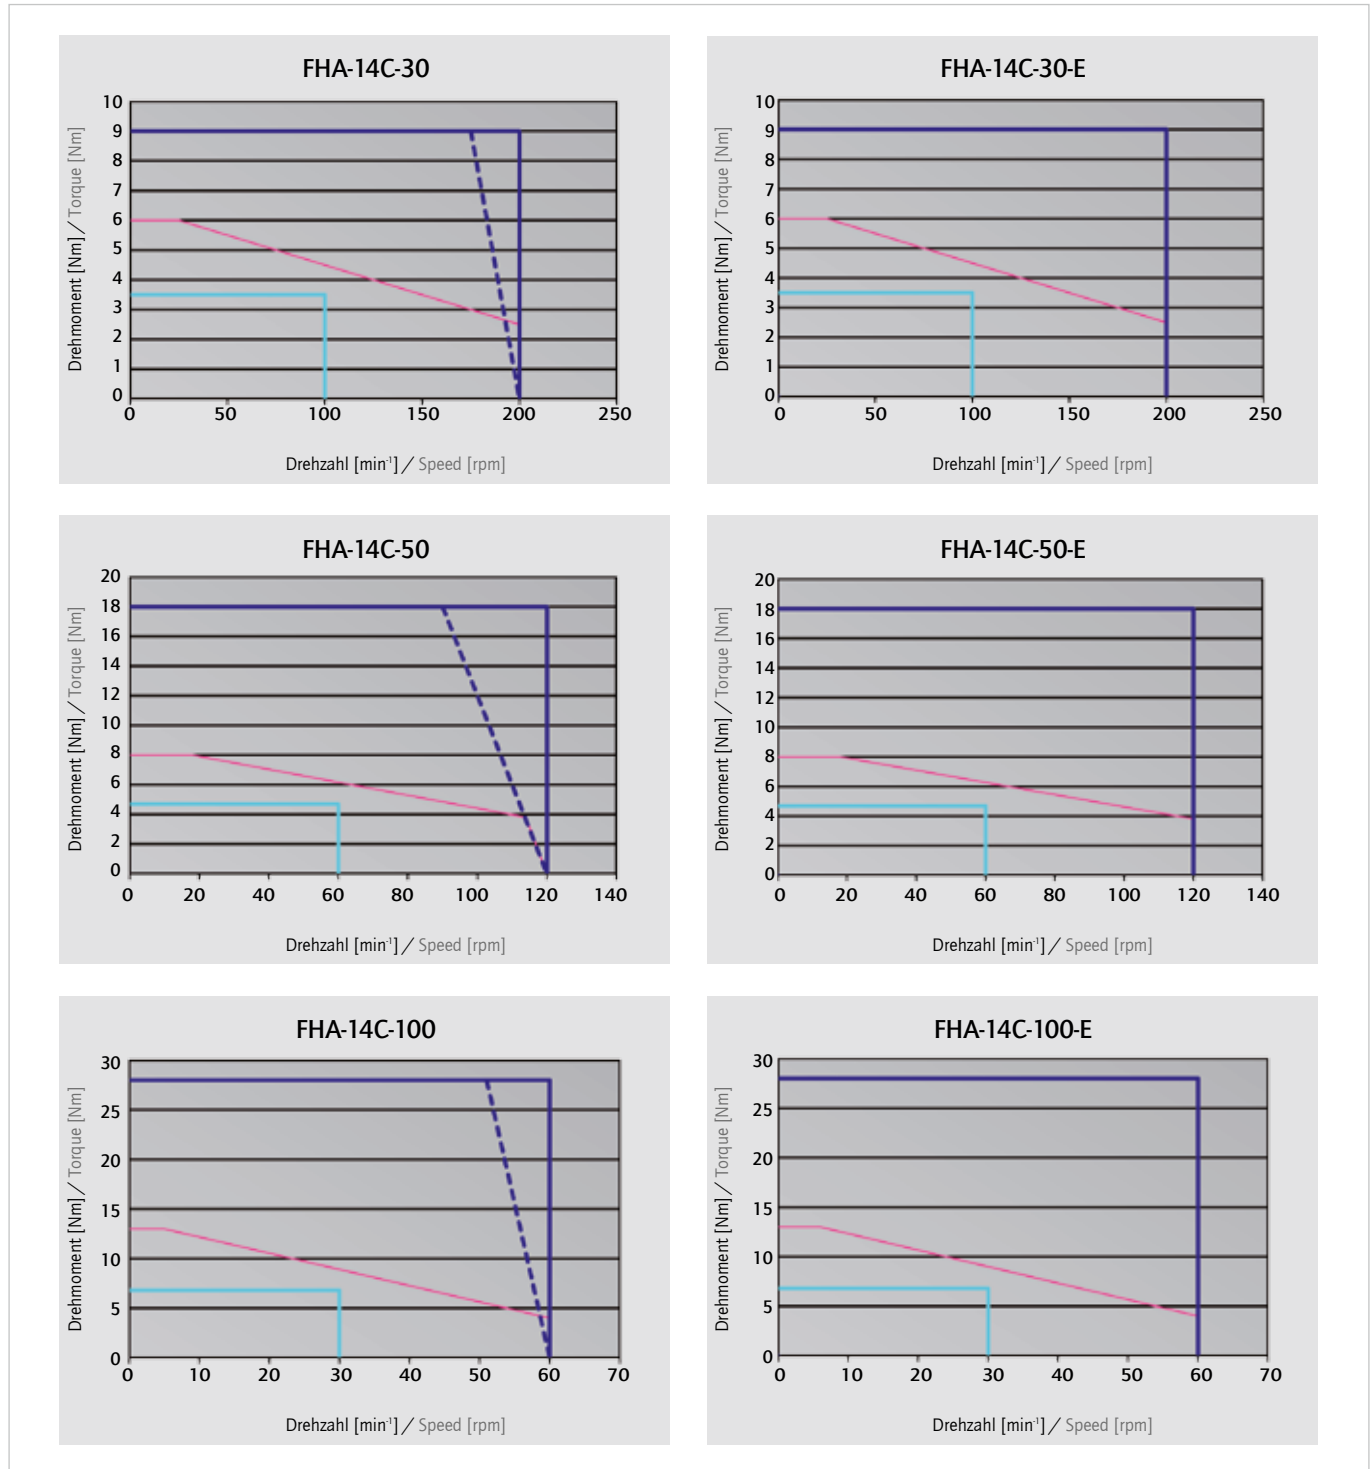 FHA-14C-30
10
9
8
7
6
5
4
3
2
1
0
0 50 100 150 200 250
Drehmoment [Nm] / Torque [Nm]
Drehzahl [min⁻¹] / Speed [rpm]
FHA-14C-30-E
10
9
8
7
6
5
4
3
2
1
0
0 50 100 150 200 250
Drehmoment [Nm] / Torque [Nm]
Drehzahl [min⁻¹] / Speed [rpm]
FHA-14C-50
20
18
16
14
12
10
8
6
4
2
0
0 20 40 60 80 100 120 140
Drehmoment [Nm] / Torque [Nm]
Drehzahl [min⁻¹] / Speed [rpm]
FHA-14C-50-E
20
18
16
14
12
10
8
6
4
2
0
0 20 40 60 80 100 120 140
Drehmoment [Nm] / Torque [Nm]
Drehzahl [min⁻¹] / Speed [rpm]
FHA-14C-100
30
25
20
15
10
5
0
0 10 20 30 40 50 60 70
Drehmoment [Nm] / Torque [Nm]
Drehzahl [min⁻¹] / Speed [rpm]
FHA-14C-100-E
30
25
20
15
10
5
0
0 10 20 30 40 50 60 70
Drehmoment [Nm] / Torque [Nm]
Drehzahl [min⁻¹] / Speed [rpm]